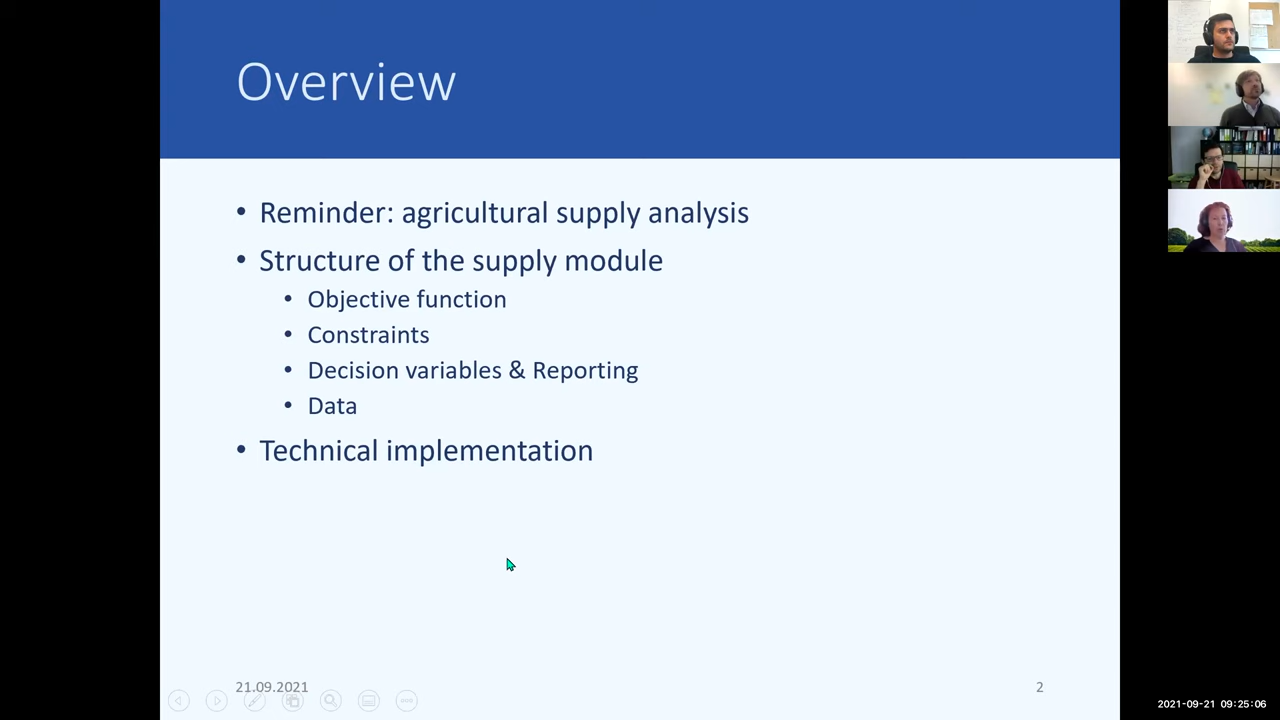 Overview
• Reminder: agricultural supply analysis
• Structure of the supply module
• Objective function
• Constraints
• Decision variables & Reporting
• Data
• Technical implementation
21.09.2021
2
2021-09-21 09:25:06